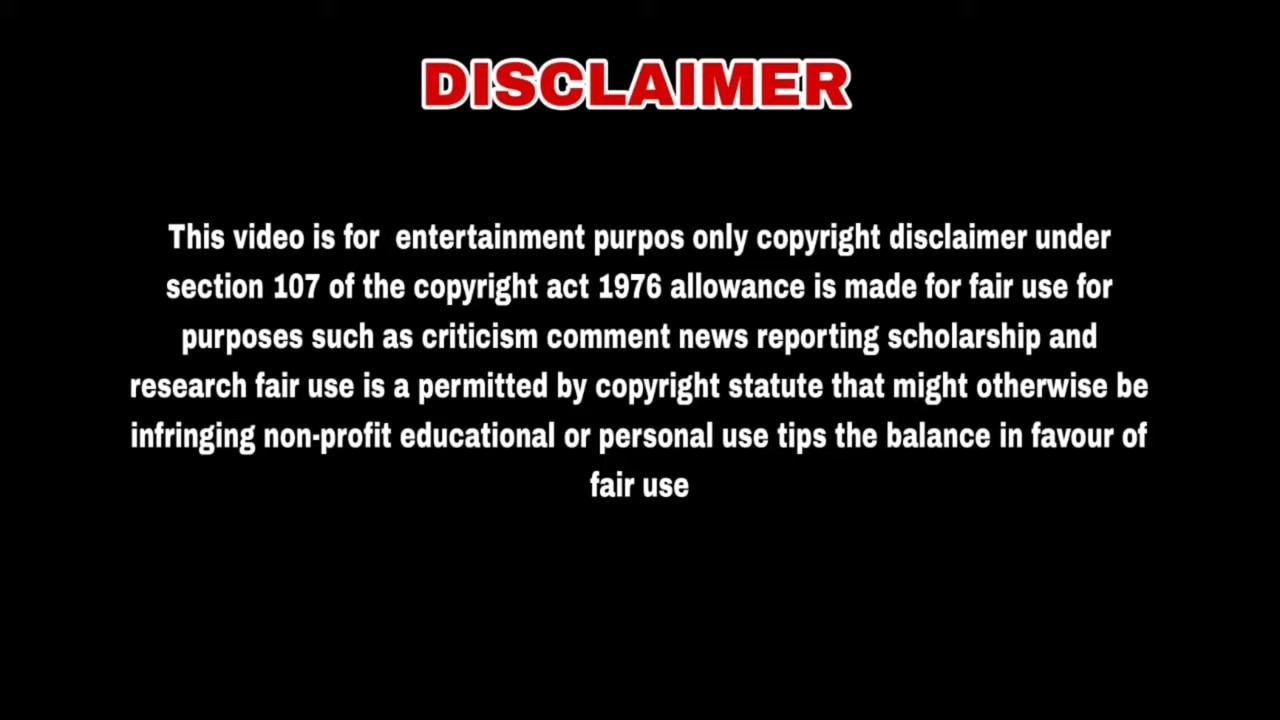 DISCLAIMER
This video is for  entertainment purpos only copyright disclaimer under
section 107 of the copyright act 1976 allowance is made for fair use for
purposes such as criticism comment news reporting scholarship and
research fair use is a permitted by copyright statute that might otherwise be
infringing non-profit educational or personal use tips the balance in favour of
fair use